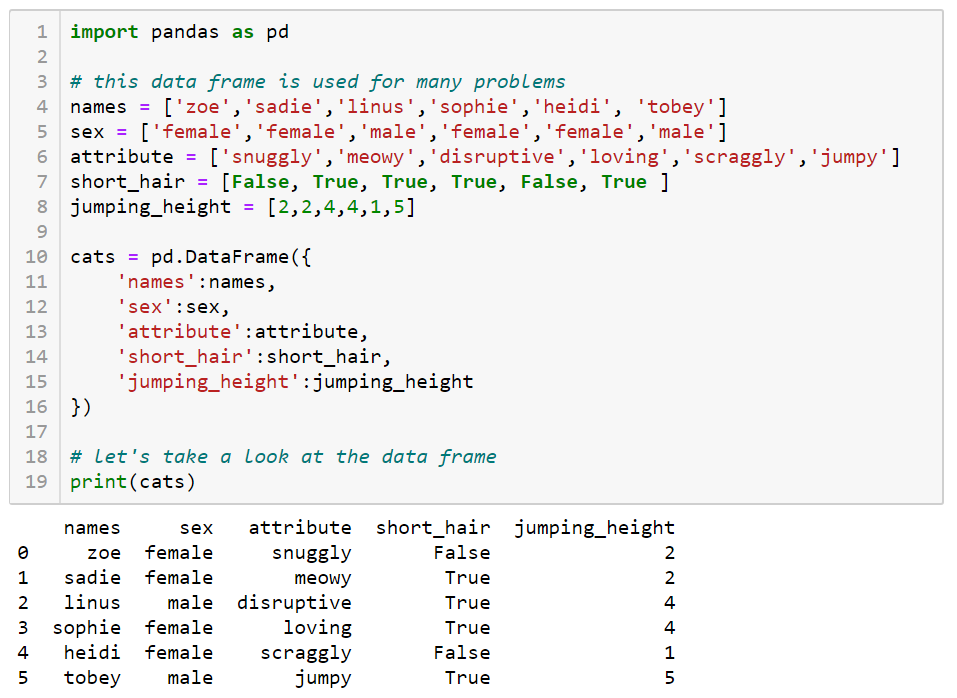 1 import pandas as pd
2
3 # this data frame is used for many problems
4 names = ['zoe','sadie','linus','sophie','heidi', 'tobey']
5 sex = ['female','female','male','female','female','male']
6 attribute = ['snuggly','meowy','disruptive','loving','scraggly','jumpy']
7 short_hair = [False, True, True, True, False, True ]
8 jumping_height = [2,2,4,4,1,5]
9
10 cats = pd.DataFrame({
11     'names':names,
12     'sex':sex,
13     'attribute':attribute,
14     'short_hair':short_hair,
15     'jumping_height':jumping_height
16 })
17
18 # let's take a look at the data frame
19 print(cats)
    names     sex   attribute  short_hair  jumping_height
0     zoe  female     snuggly       False               2
1   sadie  female       meowy        True               2
2   linus    male  disruptive        True               4
3  sophie  female      loving        True               4
4   heidi  female    scraggly       False               1
5   tobey    male       jumpy        True               5